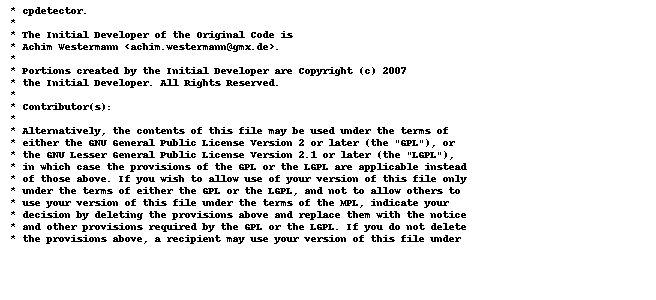 * cpdetector.
*
* The Initial Developer of the Original Code is
* Achim Westermann <achim.westermann@gmx.de>.
*
* Portions created by the Initial Developer are Copyright (c) 2007
* the Initial Developer. All Rights Reserved.
*
* Contributor(s):
*
* Alternatively, the contents of this file may be used under the terms of
* either the GNU General Public License Version 2 or later (the "GPL"), or
* the GNU Lesser General Public License Version 2.1 or later (the "LGPL"),
* in which case the provisions of the GPL or the LGPL are applicable instead
* of those above. If you wish to allow use of your version of this file only
* under the terms of either the GPL or the LGPL, and not to allow others to
* use your version of this file under the terms of the MPL, indicate your
* decision by deleting the provisions above and replace them with the notice
* and other provisions required by the GPL or the LGPL. If you do not delete
* the provisions above, a recipient may use your version of this file under